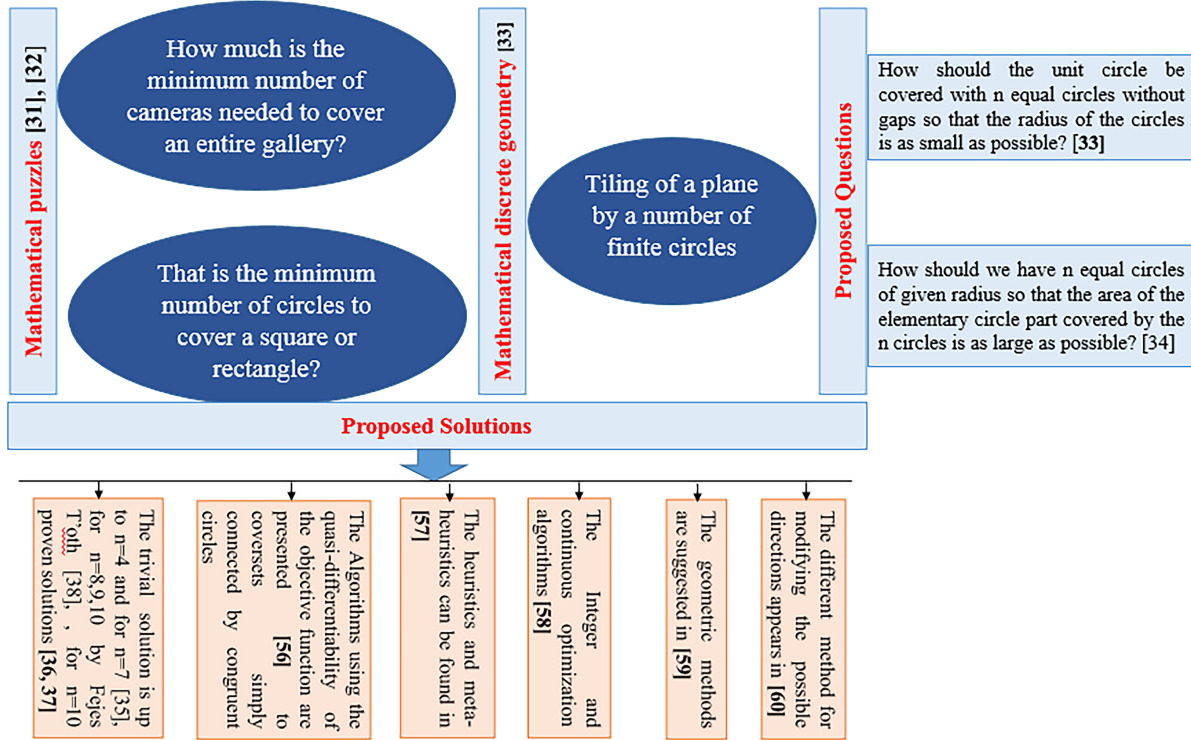 Mathematical puzzles [31], [32]
How much is the
minimum number of
cameras needed to cover
an entire gallery?
That is the minimum
number of circles to
cover a square or
rectangle?
Mathematical discrete geometry [33]
Tiling of a plane
by a number of
finite circles
Proposed Questions
How should the unit circle be
covered with n equal circles without
gaps so that the radius of the circles
is as small as possible? [33]
How should we have n equal circles
of given radius so that the area of the
elementary circle part covered by the
n circles is as large as possible? [34]
Proposed Solutions
The trivial solution is up
to n=4 and for n=7 [35],
for n=8,9,10 by Fejes
T'oth [38], , for n=10
proven solutions [36, 37]
The Algorithms using the
quasi-differentiability of
the objective function are
presented [56] to
coversets simply
connected by congruent
circles
The heuristics and meta-
heuristics can be found in
[57]
The Integer and
continuous optimization
algorithms [58]
The geometric methods
are suggested in [59]
The different method for
modifying the possible
directions appears in [60]